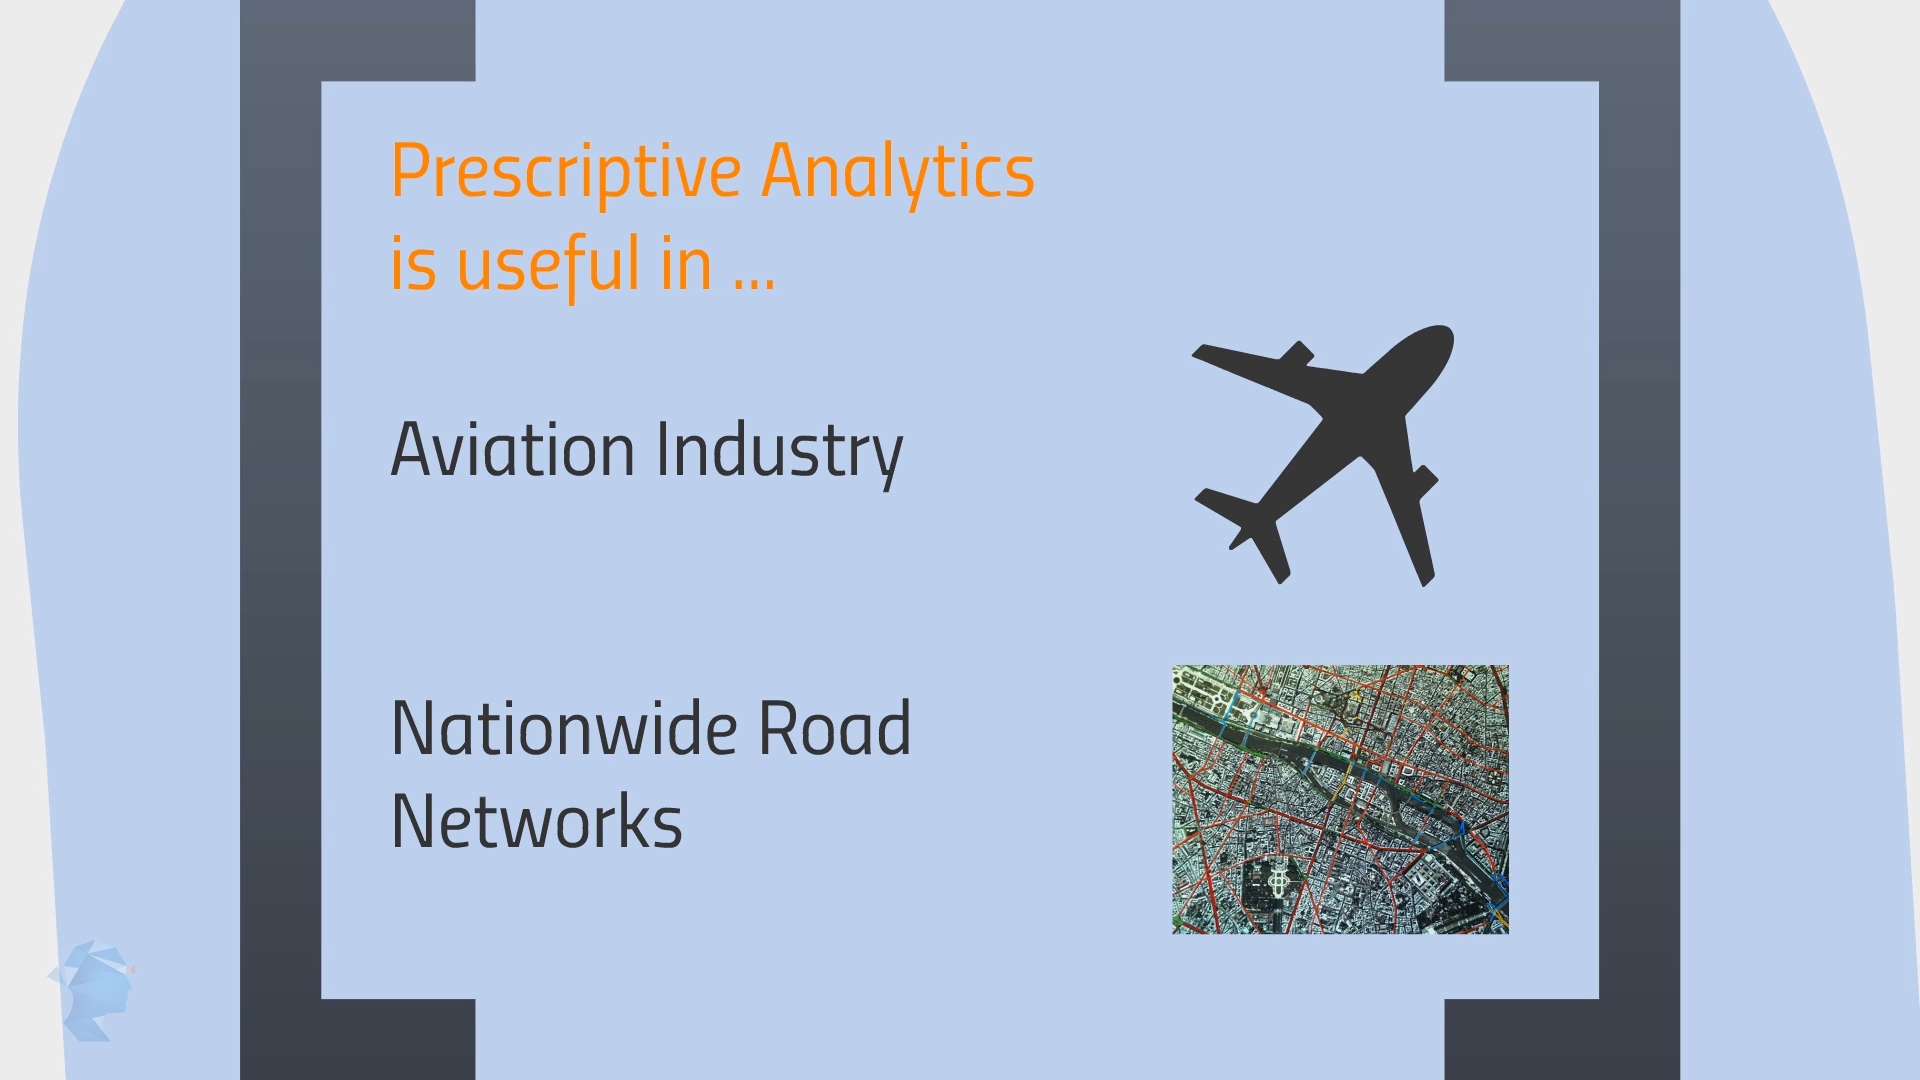 Prescriptive Analytics
is useful in ...
Aviation Industry
Nationwide Road
Networks